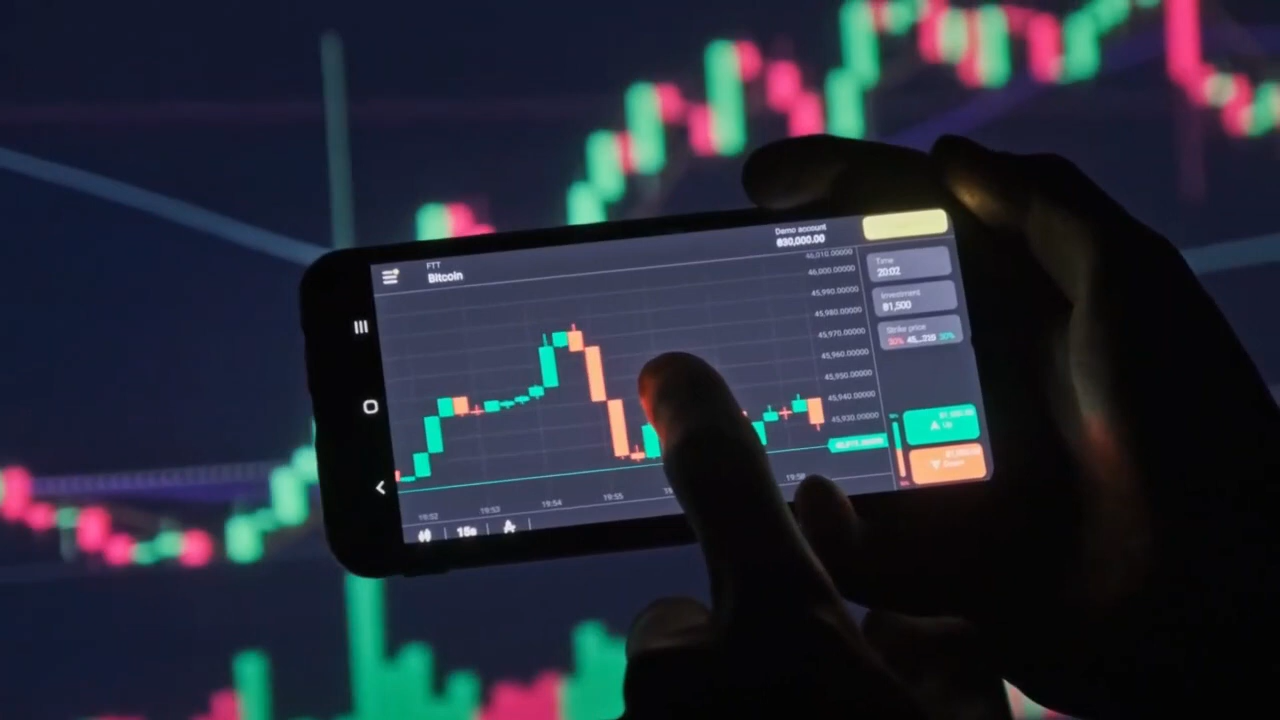 FTT
Bitcoin
Demo account
฿30,000.00
46,010.00000
46,000.00000
45,990.00000
45,980.00000
45,970.00000
45,960.00000
45,950.00000
45,940.00000
45,930.00000
Time
20:02
Investment
฿1,500
Strike price
45,...210
Up
Down
19:52
19:53
19:54
19:55
19:58
15s